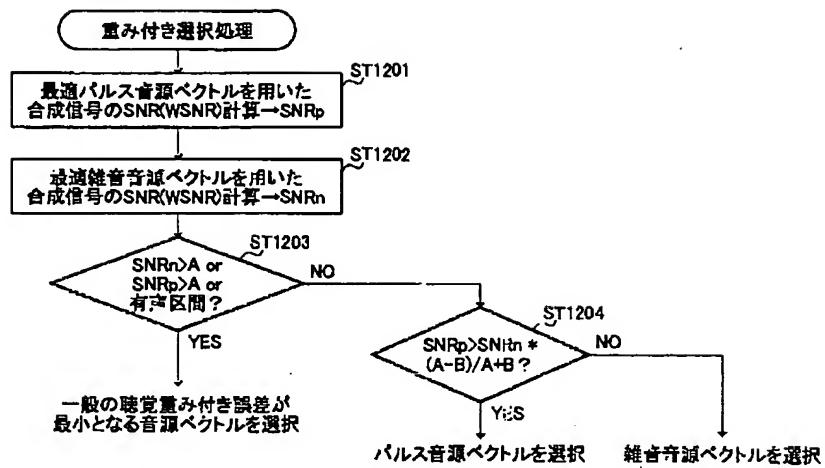 重み付き選択処理
ST1201
最適パルス音源ベクトルを用いた
合成信号のSNR(WSNR)計算→SNRp
ST1202
最適雑音音源ベクトルを用いた
合成信号のSNR(WSNR)計算→SNRn
ST1203
SNRn>A or
SNRp>A or
有声区間?
NO
YES
ST1204
SNRp>SNRn *
(A-B)/A+B?
NO
YES
一般の聴覚重み付き誤差が
最小となる音源ベクトルを選択
パルス音源ベクトルを選択
雑音音源ベクトルを選択